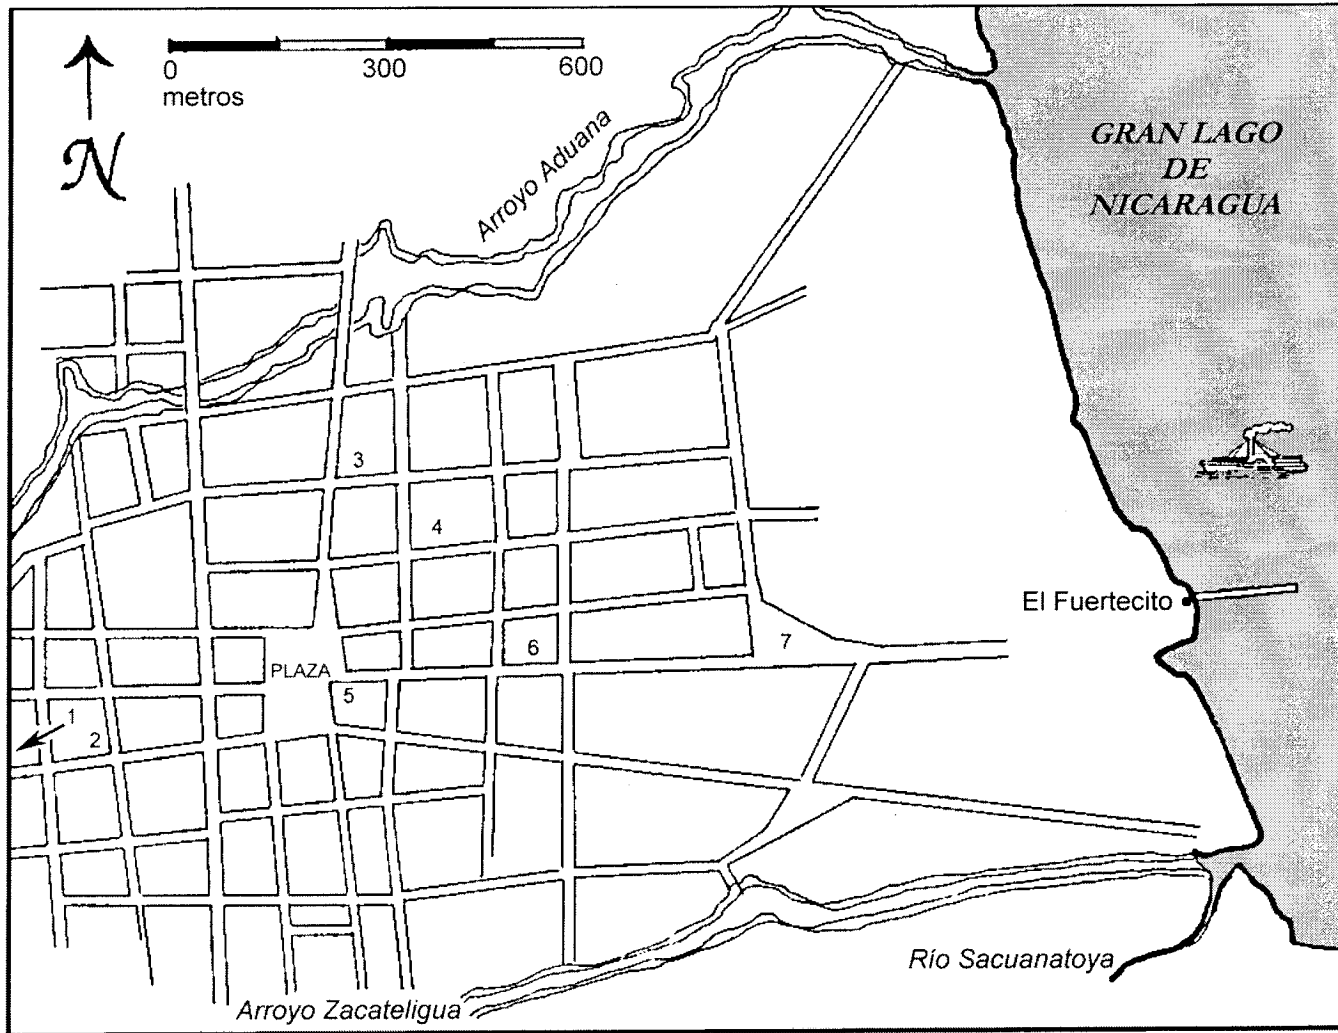 0 300 600
metros
N
Arroyo Aduana
GRAN LAGO
DE
NICARAGUA
3
4
El Fuertecito
6
7
PLAZA
5
1
2
Río Sacuanatoya
Arroyo Zacateligua